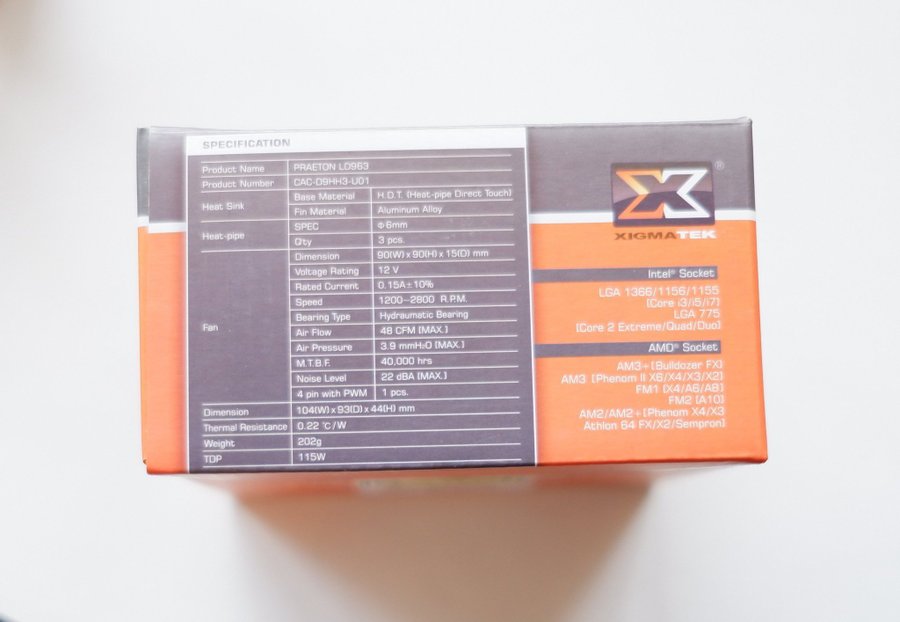 SPECIFICATION
Product Name PRAETON LD963
Product Number CAC-D9HH3-U01
Heat Sink Base Material H.D.T. (Heat-pipe Direct Touch)
Fin Material Aluminum Alloy
Heat-pipe SPEC Φ6mm
Q'ty 3 pcs.
Fan Dimension 90(W) x 90(H) x 15(D) mm
Voltage Rating 12 V
Rated Current 0.15A±10%
Speed 1200~2800 R.P.M.
Bearing Type Hydraumatic Bearing
Air Flow 48 CFM (MAX.)
Air Pressure 3.9 mmH₂O (MAX.)
M.T.B.F. 40,000 hrs
Noise Level 22 dBA (MAX.)
4 pin with PWM 1 pcs.
Dimension 104(W) x 93(D) x 44(H) mm
Thermal Resistance 0.22 ℃/W
Weight 202g
TDP 115W
X®
XIGMATEK
Intel® Socket
LGA 1366/1156/1155
(Core i3/i5/i7)
LGA 775
(Core 2 Extreme/Quad/Duo)
AMD® Socket
AM3+(Bulldozer FX)
AM3 (Phenom II X6/X4/X3/X2)
FM1 (X4/A6/A8)
FM2 (A10)
AM2/AM2+(Phenom X4/X3
Athlon 64 FX/X2/Sempron)